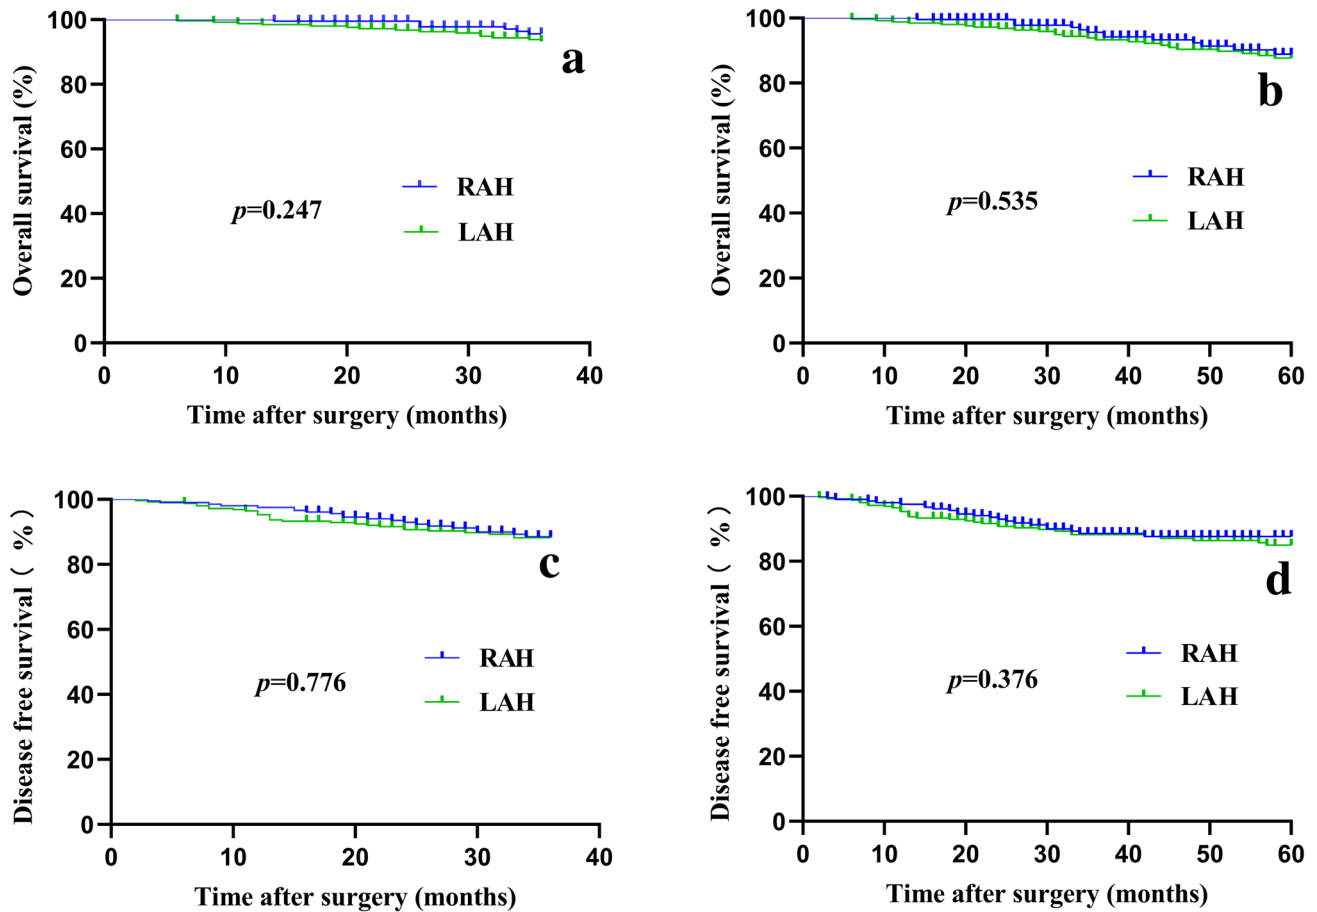 100
80
60
40
20
0
Overall survival (%)
a
RAH
LAH
p=0.247
0 10 20 30 40
Time after surgery (months)
100
80
60
40
20
0
Overall survival (%)
b
RAH
LAH
p=0.535
0 10 20 30 40 50 60
Time after surgery (months)
100
80
60
40
20
0
Disease free survival（ %）
c
RAH
LAH
p=0.776
0 10 20 30 40
Time after surgery (months)
100
80
60
40
20
0
Disease free survival（ %）
d
RAH
LAH
p=0.376
0 10 20 30 40 50 60
Time after surgery (months)